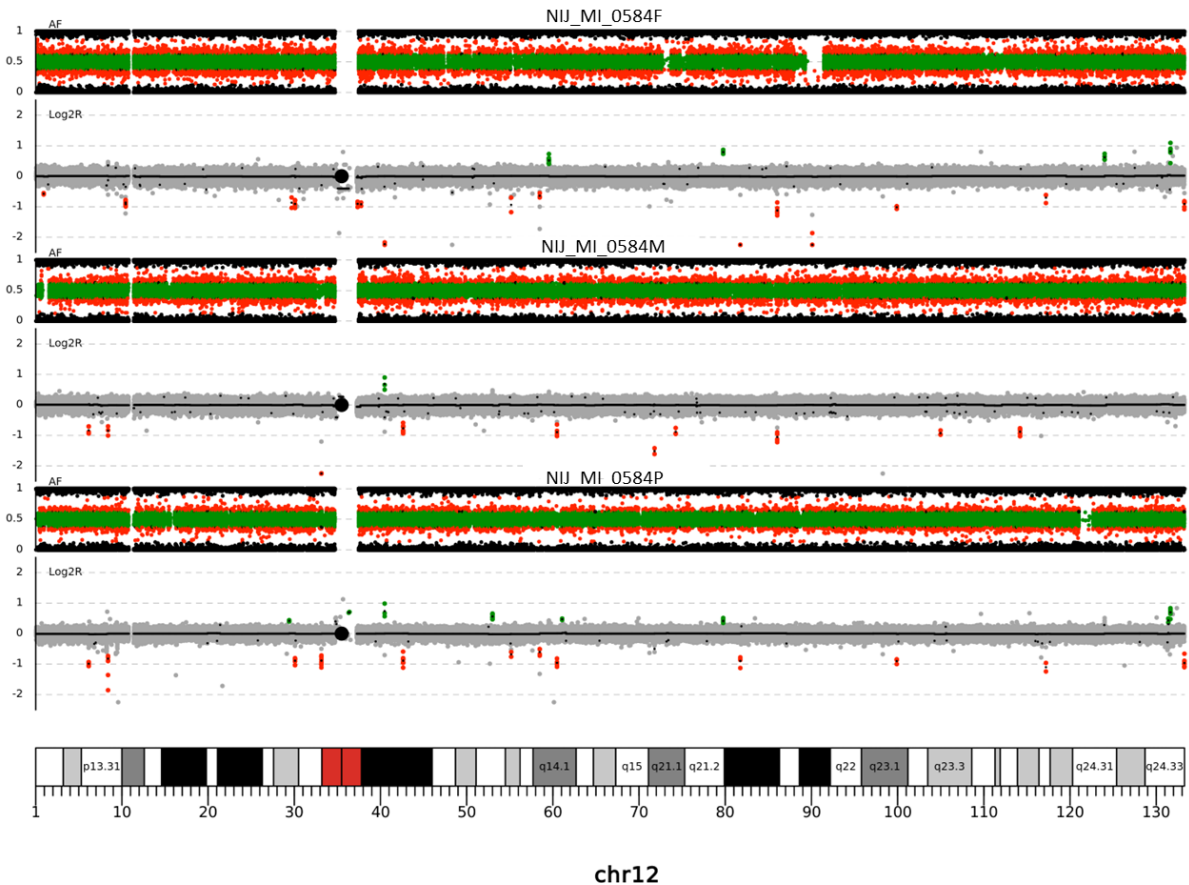 NIJ_MI_0584F
AF
1
0.5
0
Log2R
2
1
0
-1
-2
NIJ_MI_0584M
AF
1
0.5
0
Log2R
2
1
0
-1
-2
NIJ_MI_0584P
AF
1
0.5
0
Log2R
2
1
0
-1
-2
p13.31 q14.1 q15 q21.1 q21.2 q22 q23.1 q23.3 q24.31 q24.33
1 10 20 30 40 50 60 70 80 90 100 110 120 130
chr12